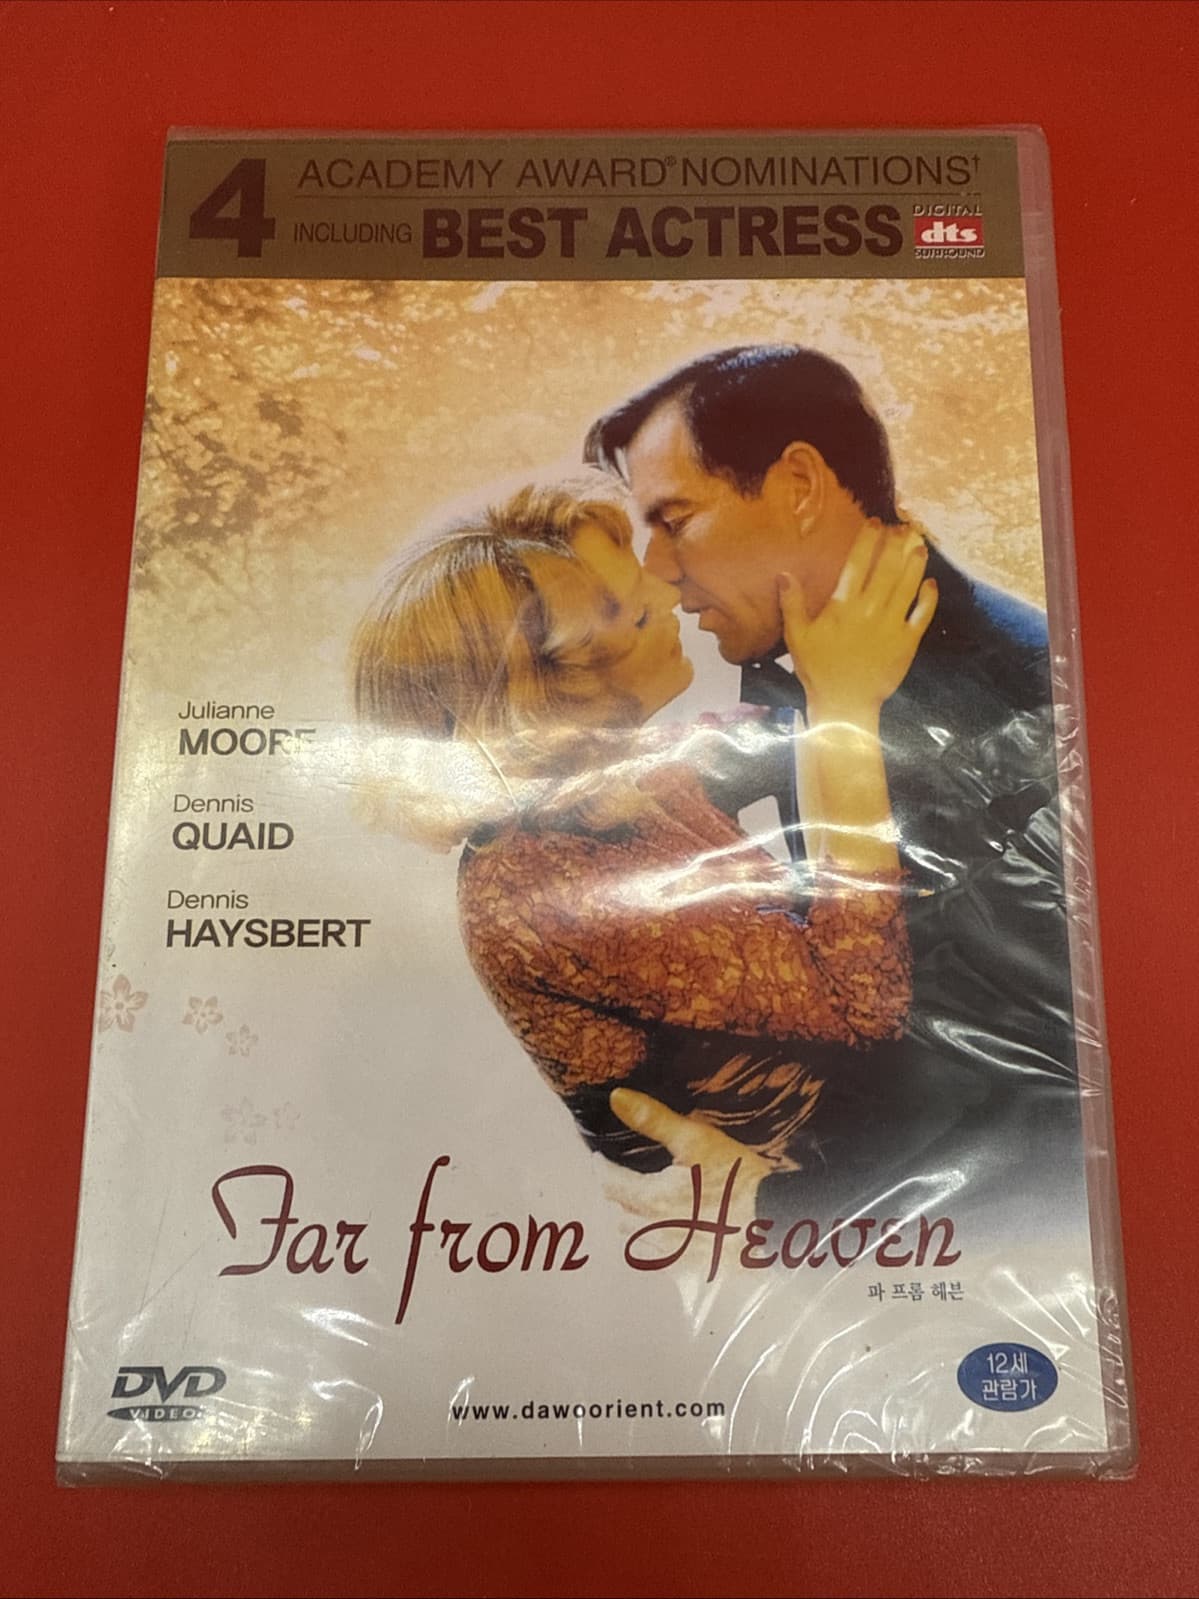 4
ACADEMY AWARD® NOMINATIONS†
INCLUDING BEST ACTRESS
DIGITAL
dts
SURROUND
Julianne
MOORE
Dennis
QUAID
Dennis
HAYSBERT
Far from Heaven
파 프롬 헤븐
12세
관람가
DVD
VIDEO
www.dawoorient.com